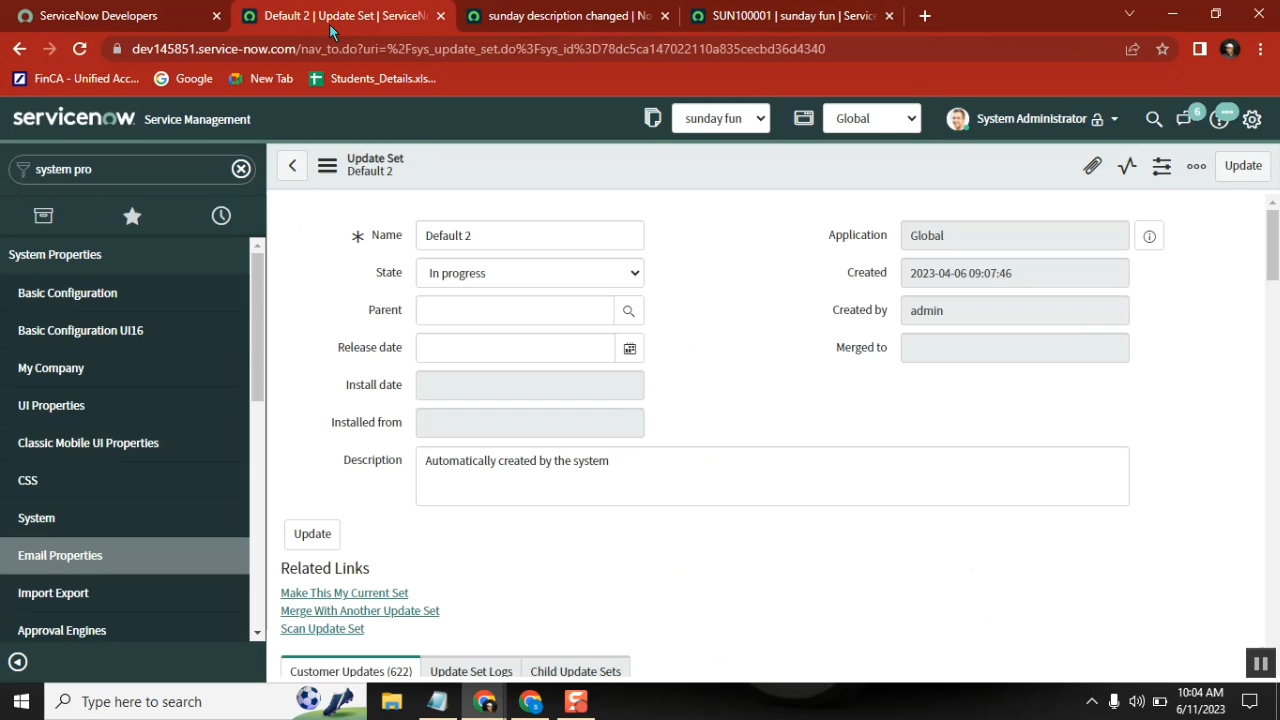 ServiceNow Developers
Default 2 | Update Set | ServiceN
sunday description changed | No
SUN100001 | sunday fun | Service
dev145851.service-now.com/nav_to.do?uri=%2Fsys_update_set.do%3Fsys_id%3D78dc5ca147022110a835cecbd36d4340
FinCA - Unified Acc...
Google
New Tab
Students_Details.xls...
servicenow Service Management
sunday fun
Global
System Administrator
6
system pro
Update Set
Default 2
Update
System Properties
Basic Configuration
Basic Configuration UI16
My Company
UI Properties
Classic Mobile UI Properties
CSS
System
Email Properties
Import Export
Approval Engines
Name Default 2
State In progress
Parent
Release date
Install date
Installed from
Description Automatically created by the system
Application Global
Created 2023-04-06 09:07:46
Created by admin
Merged to
Update
Related Links
Make This My Current Set
Merge With Another Update Set
Scan Update Set
Customer Updates (622)
Update Set Logs
Child Update Sets
Type here to search
10:04 AM
6/11/2023